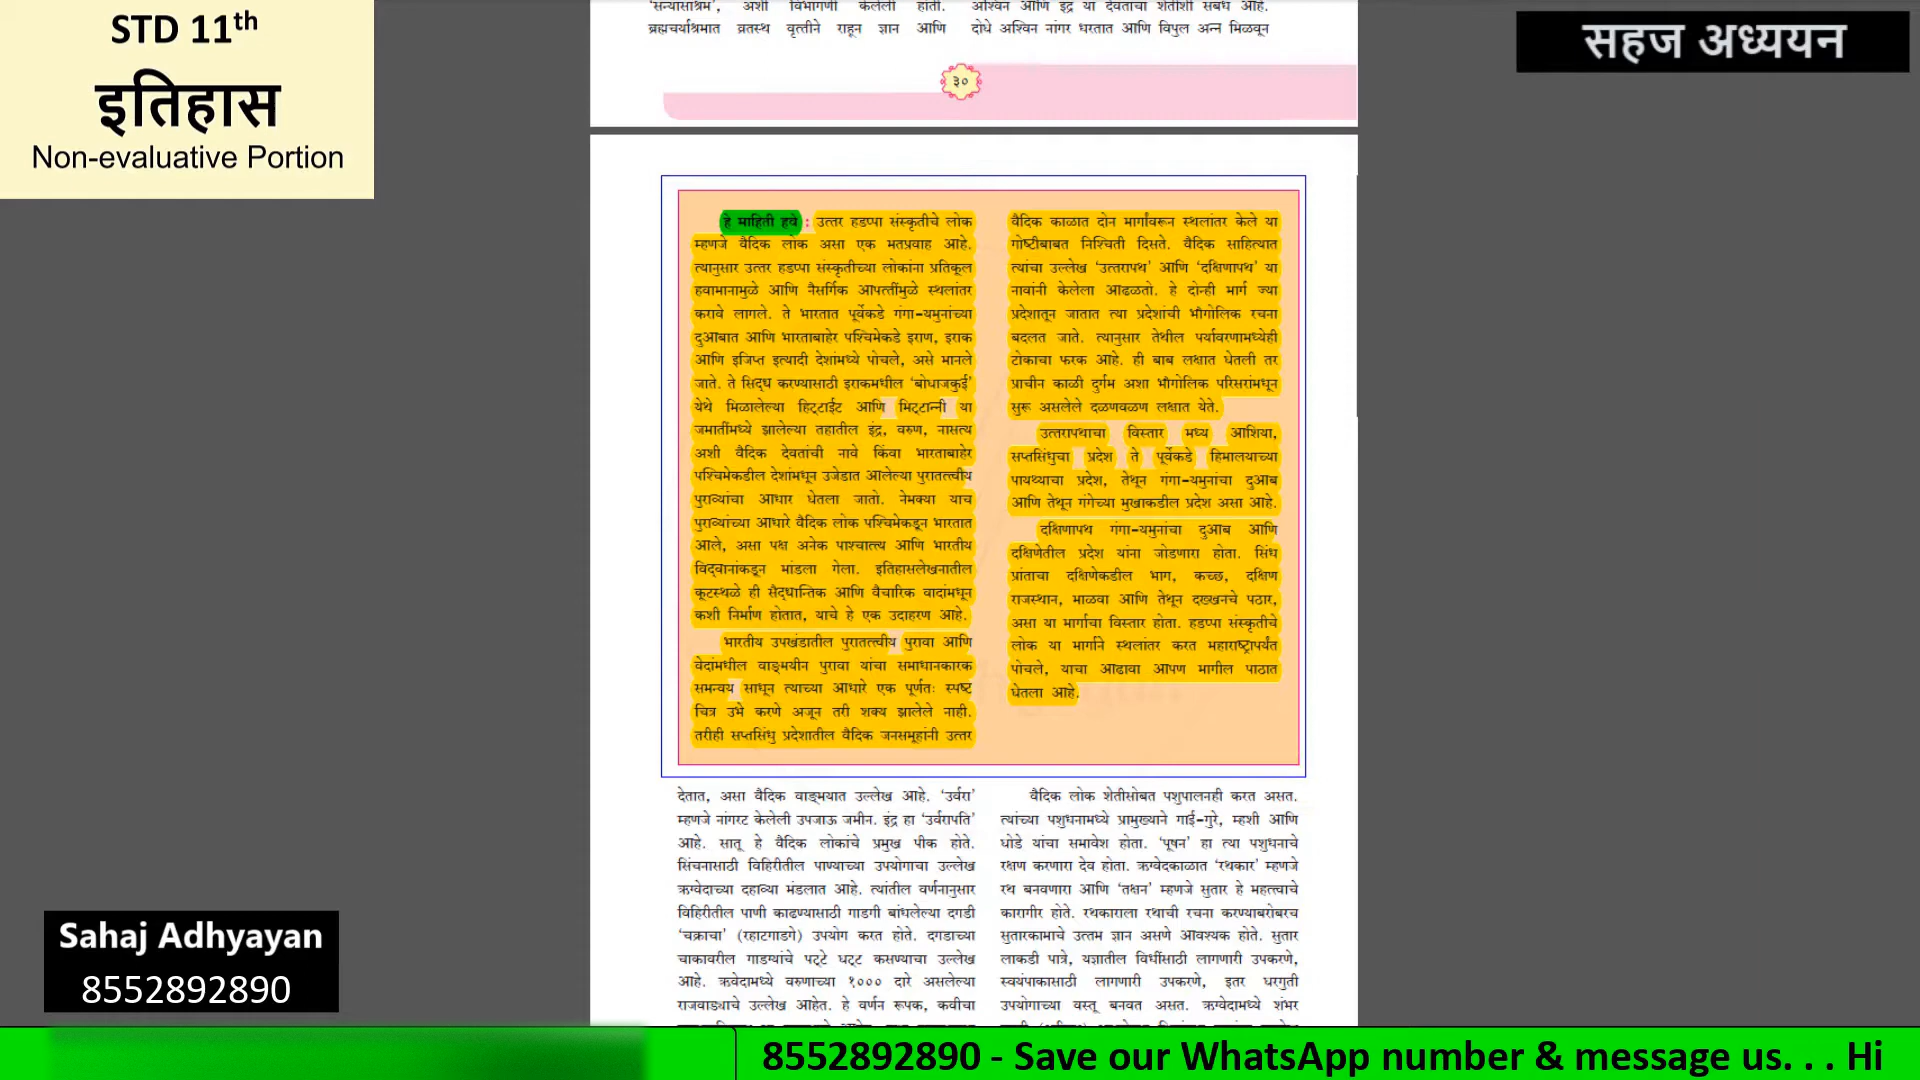 STD 11th
इतिहास
Non-evaluative Portion
सहज अध्ययन
'सन्यासाश्रम', अशी विभागणी केलेली होती.
ब्रह्मचर्याश्रमात व्रतस्थ वृत्तीने राहून ज्ञान आणि
अश्विन आणि इंद्र या देवतांचा शेतीशी संबंध आहे.
दोघे अश्विन नांगर धरतात आणि विपुल अन्न मिळवून
३०
हे माहिती हवे : उत्तर हडप्पा संस्कृतीचे लोक
म्हणजे वैदिक लोक असा एक मतप्रवाह आहे.
त्यानुसार उत्तर हडप्पा संस्कृतीच्या लोकांना प्रतिकूल
हवामानामुळे आणि नैसर्गिक आपत्तींमुळे स्थलांतर
करावे लागले. ते भारतात पूर्वेकडे गंगा-यमुनांच्या
दुआबात आणि भारताबाहेर पश्चिमेकडे इराण, इराक
आणि इजिप्त इत्यादी देशांमध्ये पोचले, असे मानले
जाते. ते सिद्ध करण्यासाठी इराकमधील 'बोघाजकुई'
येथे मिळालेल्या हिट्टाईट आणि मिट्टान्नी या
जमातींमध्ये झालेल्या तहातील इंद्र, वरुण, नासत्य
अशी वैदिक देवतांची नावे किंवा भारताबाहेर
पश्चिमेकडील देशांमधून उजेडात आलेल्या पुरातत्त्वीय
पुराव्यांचा आधार घेतला जातो. नेमक्या याच
पुराव्यांच्या आधारे वैदिक लोक पश्चिमेकडून भारतात
आले, असा पक्ष अनेक पाश्चात्त्य आणि भारतीय
विद्वानांकडून मांडला गेला. इतिहासलेखनातील
कूटस्थळे ही सैद्धान्तिक आणि वैचारिक वादांमधून
कशी निर्माण होतात, याचे हे एक उदाहरण आहे.
भारतीय उपखंडातील पुरातत्त्वीय पुरावा आणि
वेदांमधील वाङ्मयीन पुरावा यांचा समाधानकारक
समन्वय साधून त्याच्या आधारे एक पूर्णतः स्पष्ट
चित्र उभे करणे अजून तरी शक्य झालेले नाही.
तरीही सप्तसिंधु प्रदेशातील वैदिक जनसमूहांनी उत्तर
वैदिक काळात दोन मार्गांवरून स्थलांतर केले या
गोष्टीबाबत निश्चिती दिसते. वैदिक साहित्यात
त्यांचा उल्लेख 'उत्तरापथ' आणि 'दक्षिणापथ' या
नावांनी केलेला आढळतो. हे दोन्ही मार्ग ज्या
प्रदेशातून जातात त्या प्रदेशांची भौगोलिक रचना
बदलत जाते. त्यानुसार तेथील पर्यावरणामध्येही
टोकाचा फरक आहे. ही बाब लक्षात घेतली तर
प्राचीन काळी दुर्गम अशा भौगोलिक परिसरांमधून
सुरू असलेले दळणवळण लक्षात येते.
उत्तरापथाचा विस्तार मध्य आशिया,
सप्तसिंधुचा प्रदेश ते पूर्वेकडे हिमालयाच्या
पायथ्याचा प्रदेश, तेथून गंगा-यमुनांचा दुआब
आणि तेथून गंगेच्या मुखाकडील प्रदेश असा आहे.
दक्षिणापथ गंगा-यमुनांचा दुआब आणि
दक्षिणेतील प्रदेश यांना जोडणारा होता. सिंध
प्रांताचा दक्षिणेकडील भाग, कच्छ, दक्षिण
राजस्थान, माळवा आणि तेथून दख्खनचे पठार,
असा या मार्गाचा विस्तार होता. हडप्पा संस्कृतीचे
लोक या मार्गाने स्थलांतर करत महाराष्ट्रापर्यंत
पोचले, याचा आढावा आपण मागील पाठात
घेतला आहे.
देतात, असा वैदिक वाङ्मयात उल्लेख आहे. 'उर्वरा'
म्हणजे नांगरट केलेली उपजाऊ जमीन. इंद्र हा 'उर्वरापति'
आहे. सातू हे वैदिक लोकांचे प्रमुख पीक होते.
सिंचनासाठी विहिरीतील पाण्याच्या उपयोगाचा उल्लेख
ऋग्वेदाच्या दहाव्या मंडलात आहे. त्यांतील वर्णनानुसार
विहिरीतील पाणी काढण्यासाठी गाडगी बांधलेल्या दगडी
'चक्राचा' (रहाटगाडगे) उपयोग करत होते. दगडाच्या
चाकावरील गाडग्यांचे पट्टे घट्ट कसण्याचा उल्लेख
आहे. ऋवेदामध्ये वरुणाच्या १००० दारे असलेल्या
राजवाड्याचे उल्लेख आहेत. हे वर्णन रूपक, कवीचा
वैदिक लोक शेतीसोबत पशुपालनही करत असत.
त्यांच्या पशुधनामध्ये प्रामुख्याने गाई-गुरे, म्हशी आणि
घोडे यांचा समावेश होता. 'पूषन' हा त्या पशुधनाचे
रक्षण करणारा देव होता. ऋग्वेदकाळात 'रथकार' म्हणजे
रथ बनवणारा आणि 'तक्षन' म्हणजे सुतार हे महत्त्वाचे
कारागीर होते. रथकाराला रथाची रचना करण्याबरोबरच
सुतारकामाचे उत्तम ज्ञान असणे आवश्यक होते. सुतार
लाकडी पात्रे, यज्ञातील विधींसाठी लागणारी उपकरणे,
स्वयंपाकासाठी लागणारी उपकरणे, इतर घरगुती
उपयोगाच्या वस्तू बनवत असत. ऋग्वेदामध्ये शंभर
Sahaj Adhyayan
8552892890
8552892890 - Save our WhatsApp number & message us. . . Hi